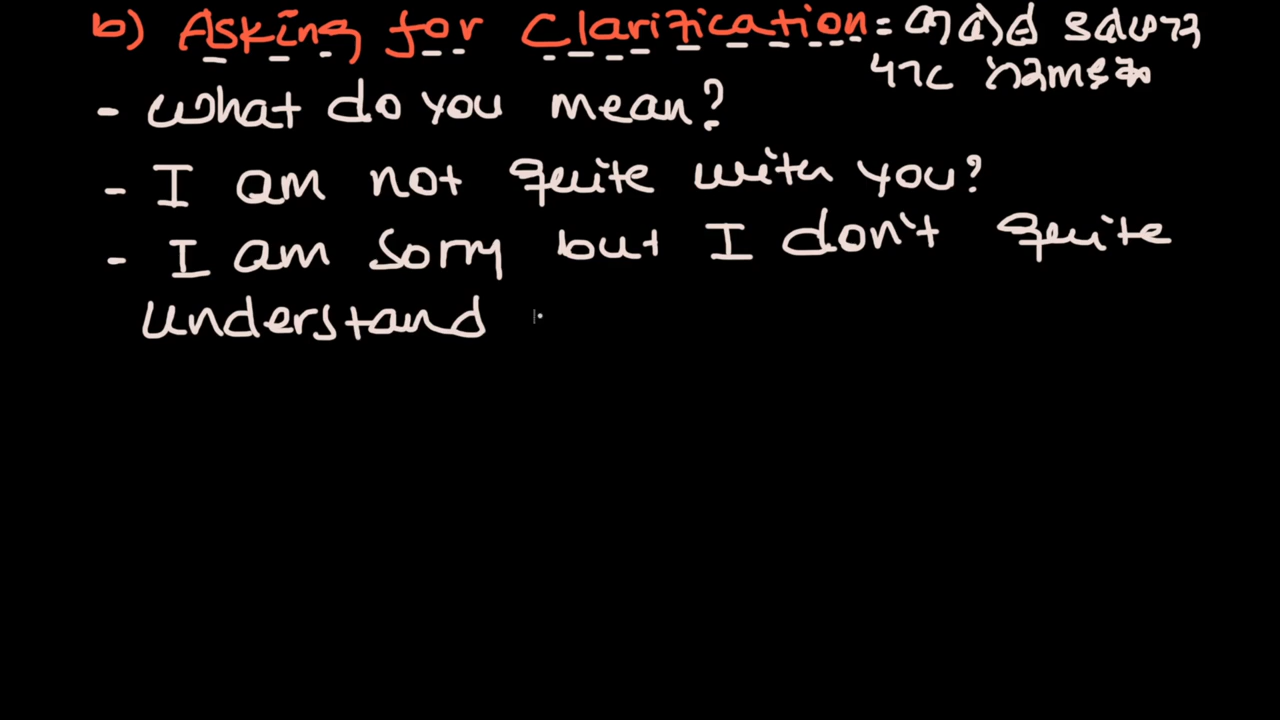 b) Asking for Clarification =
- What do you mean?
- I am not quite with you?
- I am sorry but I don't quite
understand